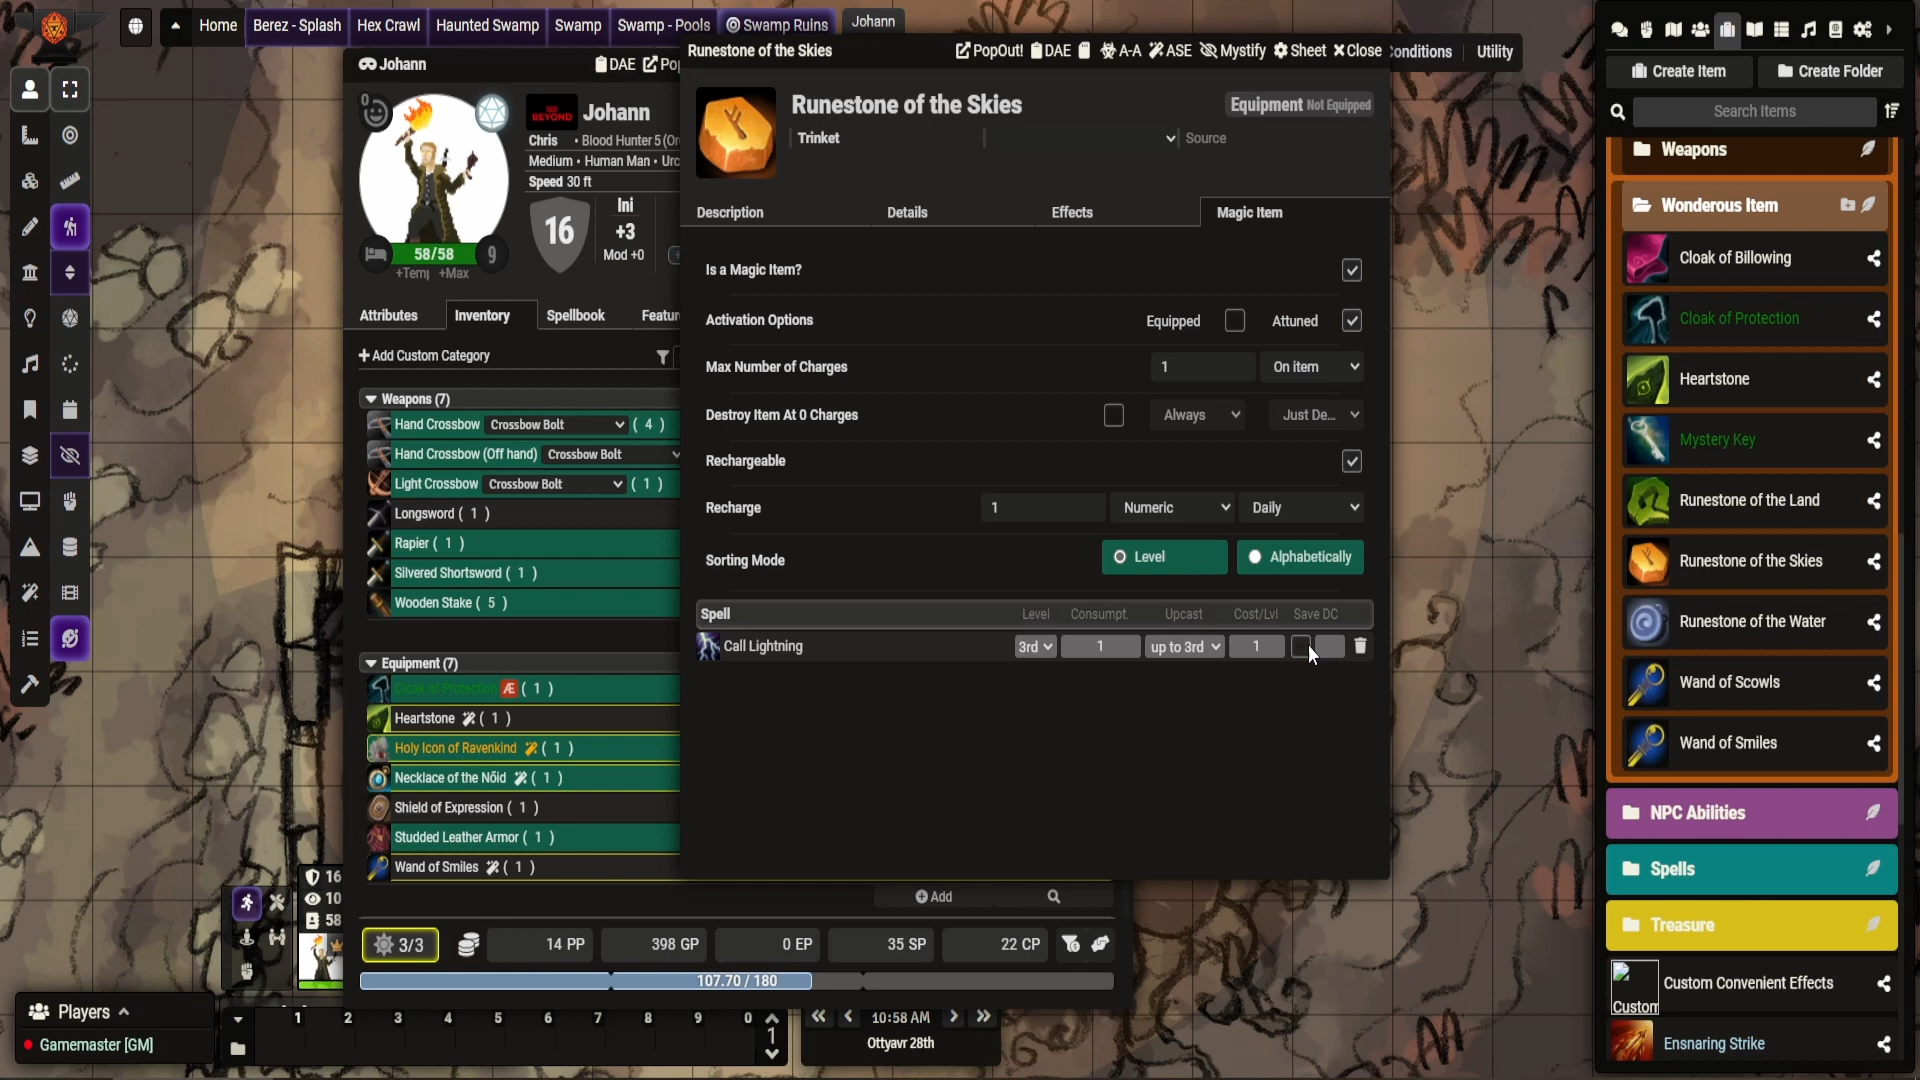 Home
Berez - Splash
Hex Crawl
Haunted Swamp
Swamp
Swamp - Pools
Swamp Ruins
Johann
Johann
DAE
Runestone of the Skies
PopOut!
DAE
A-A
ASE
Mystify
Sheet
Close
Conditions
Utility
BEYOND
Johann
Chris • Blood Hunter 5
Medium • Human Man • Urc
Speed 30 ft
0
16
Ini
+3
Mod +0
58/58
9
+Temp +Max
Attributes
Inventory
Spellbook
Featur
Add Custom Category
Weapons (7)
Hand Crossbow Crossbow Bolt ( 4 )
Hand Crossbow (Off hand) Crossbow Bolt
Light Crossbow Crossbow Bolt ( 1 )
Longsword ( 1 )
Rapier ( 1 )
Silvered Shortsword ( 1 )
Wooden Stake ( 5 )
Equipment (7)
Cloak of Protection Æ ( 1 )
Heartstone ( 1 )
Holy Icon of Ravenkind ( 1 )
Necklace of the Nőid ( 1 )
Shield of Expression ( 1 )
Studded Leather Armor ( 1 )
Wand of Smiles ( 1 )
Add
3/3
14 PP
398 GP
0 EP
35 SP
22 CP
107.70 / 180
Runestone of the Skies
Equipment Not Equipped
Trinket
Source
Description
Details
Effects
Magic Item
Is a Magic Item?
Activation Options
Equipped
Attuned
Max Number of Charges
1
On item
Destroy Item At 0 Charges
Always
Just De...
Rechargeable
Recharge
1
Numeric
Daily
Sorting Mode
Level
Alphabetically
Spell Level Consumpt. Upcast Cost/Lvl Save DC
Call Lightning 3rd 1 up to 3rd 1
Create Item
Create Folder
Search Items
Weapons
Wonderous Item
Cloak of Billowing
Cloak of Protection
Heartstone
Mystery Key
Runestone of the Land
Runestone of the Skies
Runestone of the Water
Wand of Scowls
Wand of Smiles
NPC Abilities
Spells
Treasure
Custom
Custom Convenient Effects
Ensnaring Strike
16
10
58
Players
Gamemaster [GM]
1 2 3 4 5 6 7 8 9 0
1
10:58 AM
Ottyavr 28th